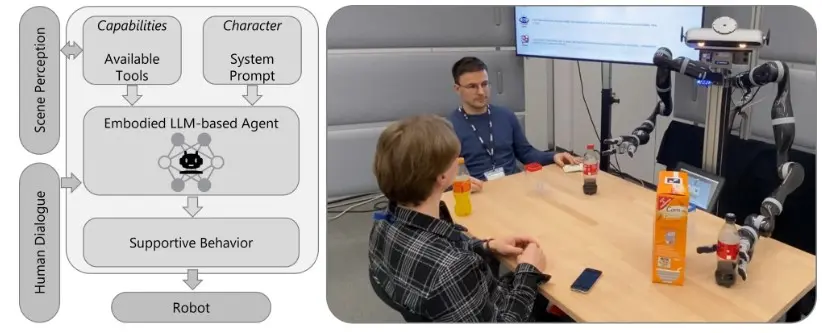 Scene Perception
Human Dialogue
Capabilities
Available
Tools
Character
System
Prompt
Embodied LLM-based Agent
Supportive Behavior
Robot